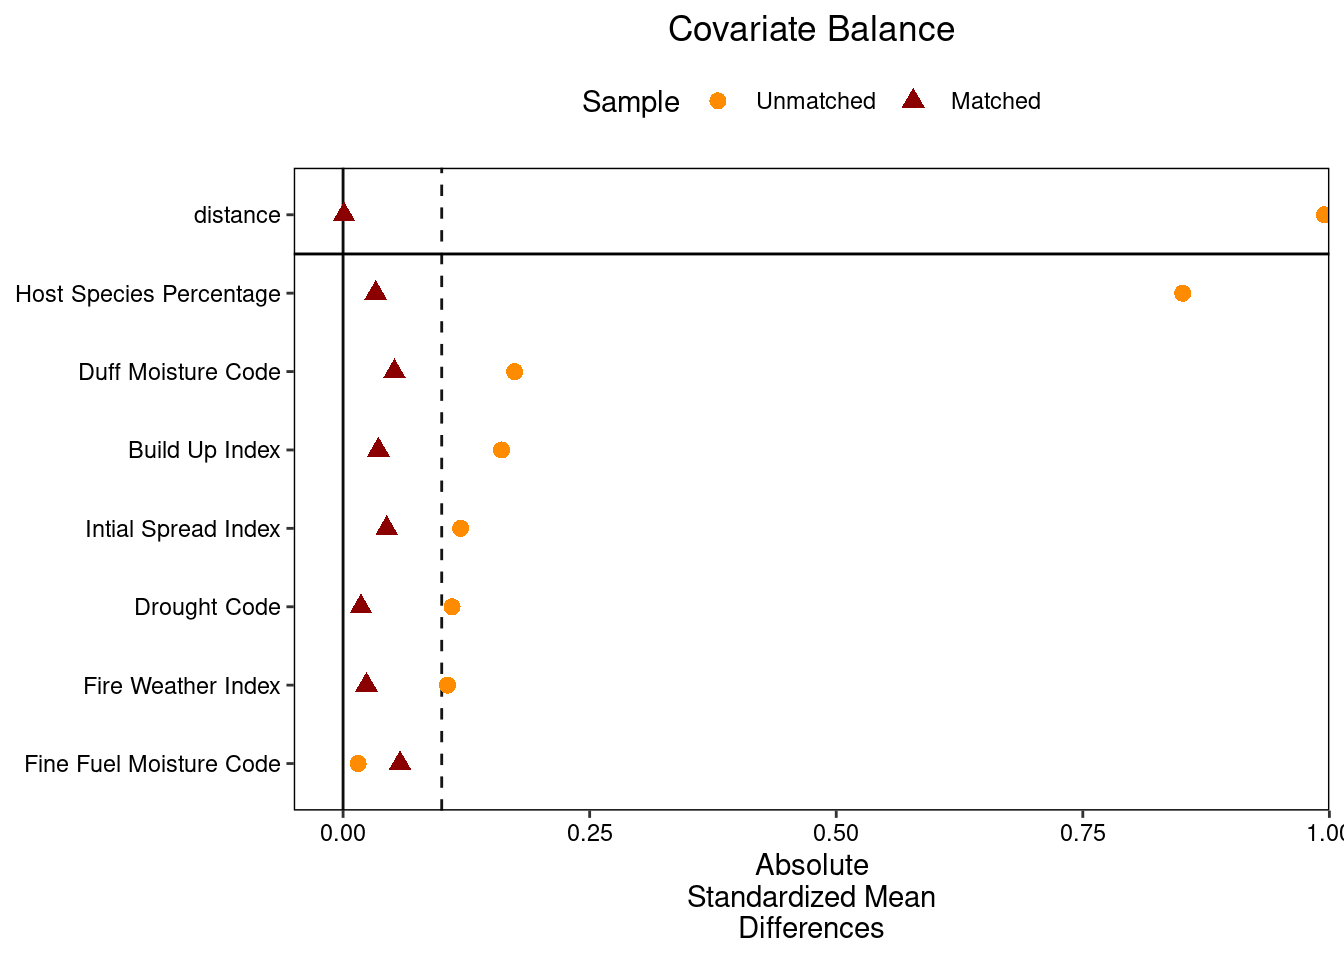 Covariate Balance
Sample Unmatched Matched
distance
Host Species Percentage
Duff Moisture Code
Build Up Index
Intial Spread Index
Drought Code
Fire Weather Index
Fine Fuel Moisture Code
0.00 0.25 0.50 0.75 1.00
Absolute
Standardized Mean
Differences